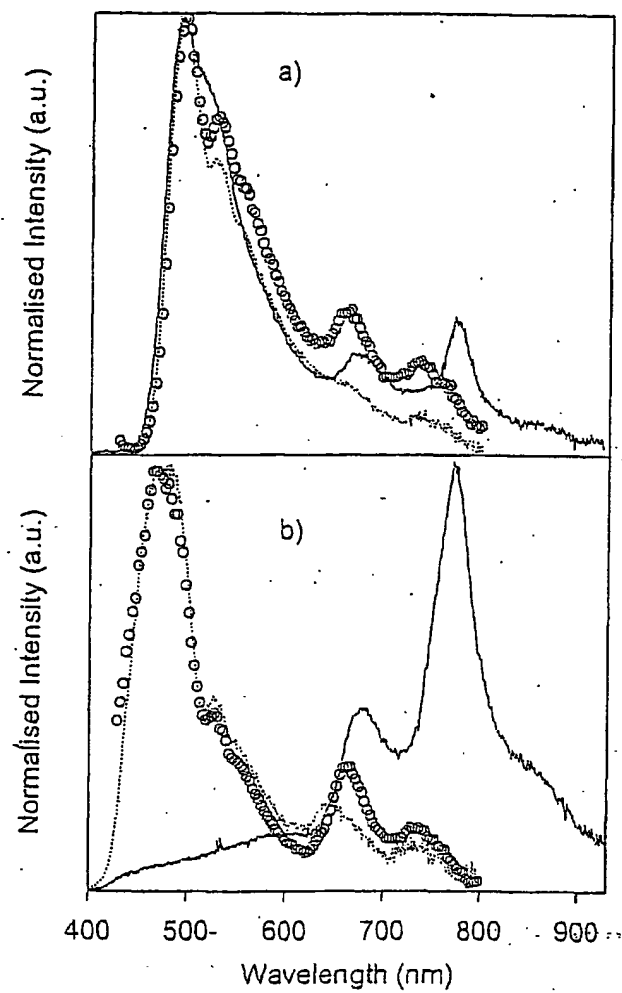 a)
Normalised Intensity (a.u.)
b)
Normalised Intensity (a.u.)
400 500 600 700 800 900
Wavelength (nm)